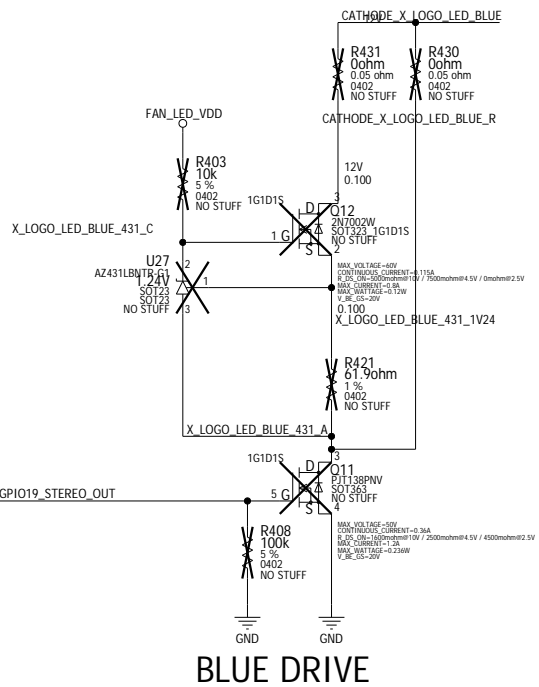 CATHODE_X_LOGO_LED_BLUE
12V
R431
0ohm
0.05 ohm
0402
NO STUFF
R430
0ohm
0.05 ohm
0402
NO STUFF
FAN_LED_VDD
CATHODE_X_LOGO_LED_BLUE_R
R403
10k
5 %
0402
NO STUFF
12V
0.100
1G1D1S
3
D
Q12
2N7002W
SOT323_1G1D1S
NO STUFF
1 G
S
2
X_LOGO_LED_BLUE_431_C
U27
AZ431LBNTR-G1
1.24V
SOT23
SOT23
NO STUFF
2
1
3
MAX_VOLTAGE=60V
CONTINUOUS_CURRENT=0.115A
R_DS_ON=5000mohm@10V / 7500mohm@4.5V / 0mohm@2.5V
MAX_CURRENT=0.8A
MAX_WATTAGE=0.12W
V_BE_GS=20V
0.100
X_LOGO_LED_BLUE_431_1V24
R421
61.9ohm
1 %
0402
NO STUFF
X_LOGO_LED_BLUE_431_A
1G1D1S
3
D
Q11
PJT138PNV
SOT363
NO STUFF
5 G
S
4
GPIO19_STEREO_OUT
R408
100k
5 %
0402
NO STUFF
MAX_VOLTAGE=50V
CONTINUOUS_CURRENT=0.36A
R_DS_ON=1600mohm@10V / 2500mohm@4.5V / 4500mohm@2.5V
MAX_CURRENT=1.2A
MAX_WATTAGE=0.236W
V_BE_GS=20V
GND
GND
BLUE DRIVE